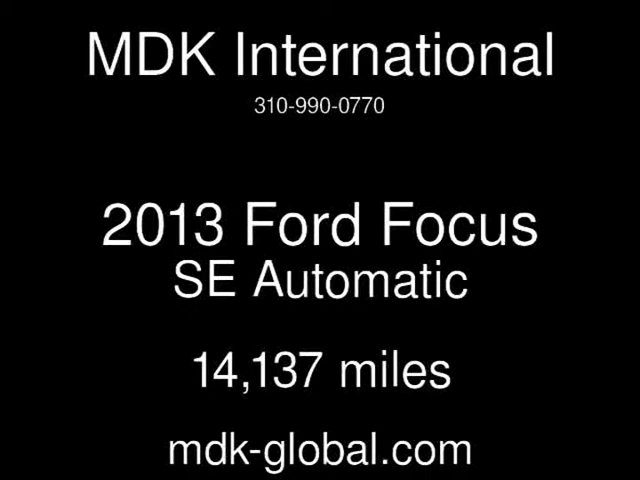 MDK International
310-990-0770
2013 Ford Focus
SE Automatic
14,137 miles
mdk-global.com